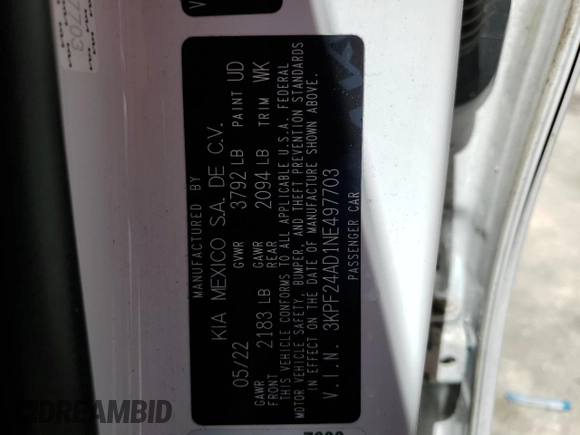 MANUFACTURED BY
KIA MEXICO S.A. DE C.V.
05/22 GVWR 3792 LB PAINT UD
GAWR FRONT 2183 LB GAWR REAR 2094 LB TRIM WK
THIS VEHICLE CONFORMS TO ALL APPLICABLE U.S.A. FEDERAL
MOTOR VEHICLE SAFETY, BUMPER, AND THEFT PREVENTION STANDARDS
IN EFFECT ON THE DATE OF MANUFACTURE SHOWN ABOVE.
V.I.N. 3KPF24AD1NE497703
PASSENGER CAR
7703
DREAMBID